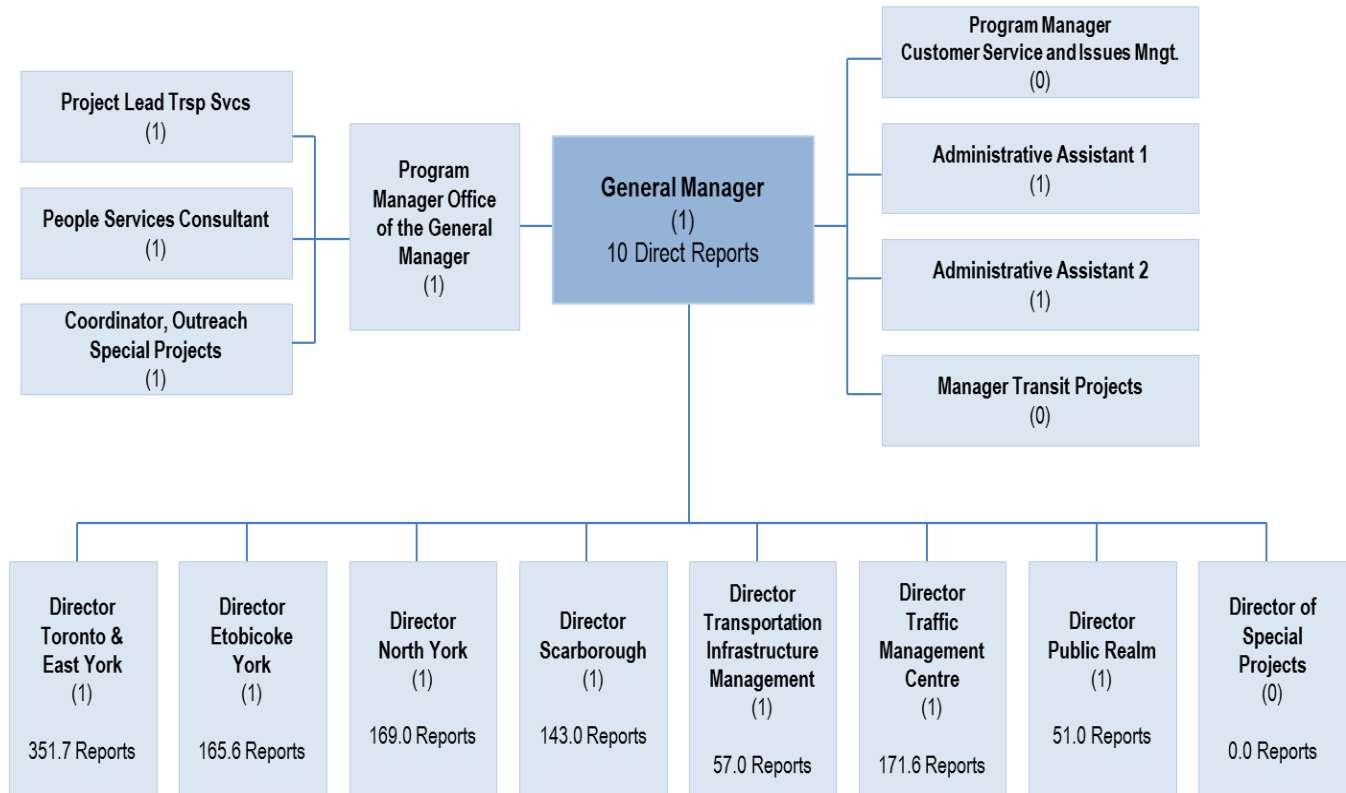 Project Lead Trsp Svcs
(1)
People Services Consultant
(1)
Coordinator, Outreach
Special Projects
(1)
Program
Manager Office
of the General
Manager
(1)
General Manager
(1)
10 Direct Reports
Program Manager
Customer Service and Issues Mngt.
(0)
Administrative Assistant 1
(1)
Administrative Assistant 2
(1)
Manager Transit Projects
(0)
Director
Toronto &
East York
(1)
351.7 Reports
Director
Etobicoke
York
(1)
165.6 Reports
Director
North York
(1)
169.0 Reports
Director
Scarborough
(1)
143.0 Reports
Director
Transportation
Infrastructure
Management
(1)
57.0 Reports
Director
Traffic
Management
Centre
(1)
171.6 Reports
Director
Public Realm
(1)
51.0 Reports
Director of
Special
Projects
(0)
0.0 Reports